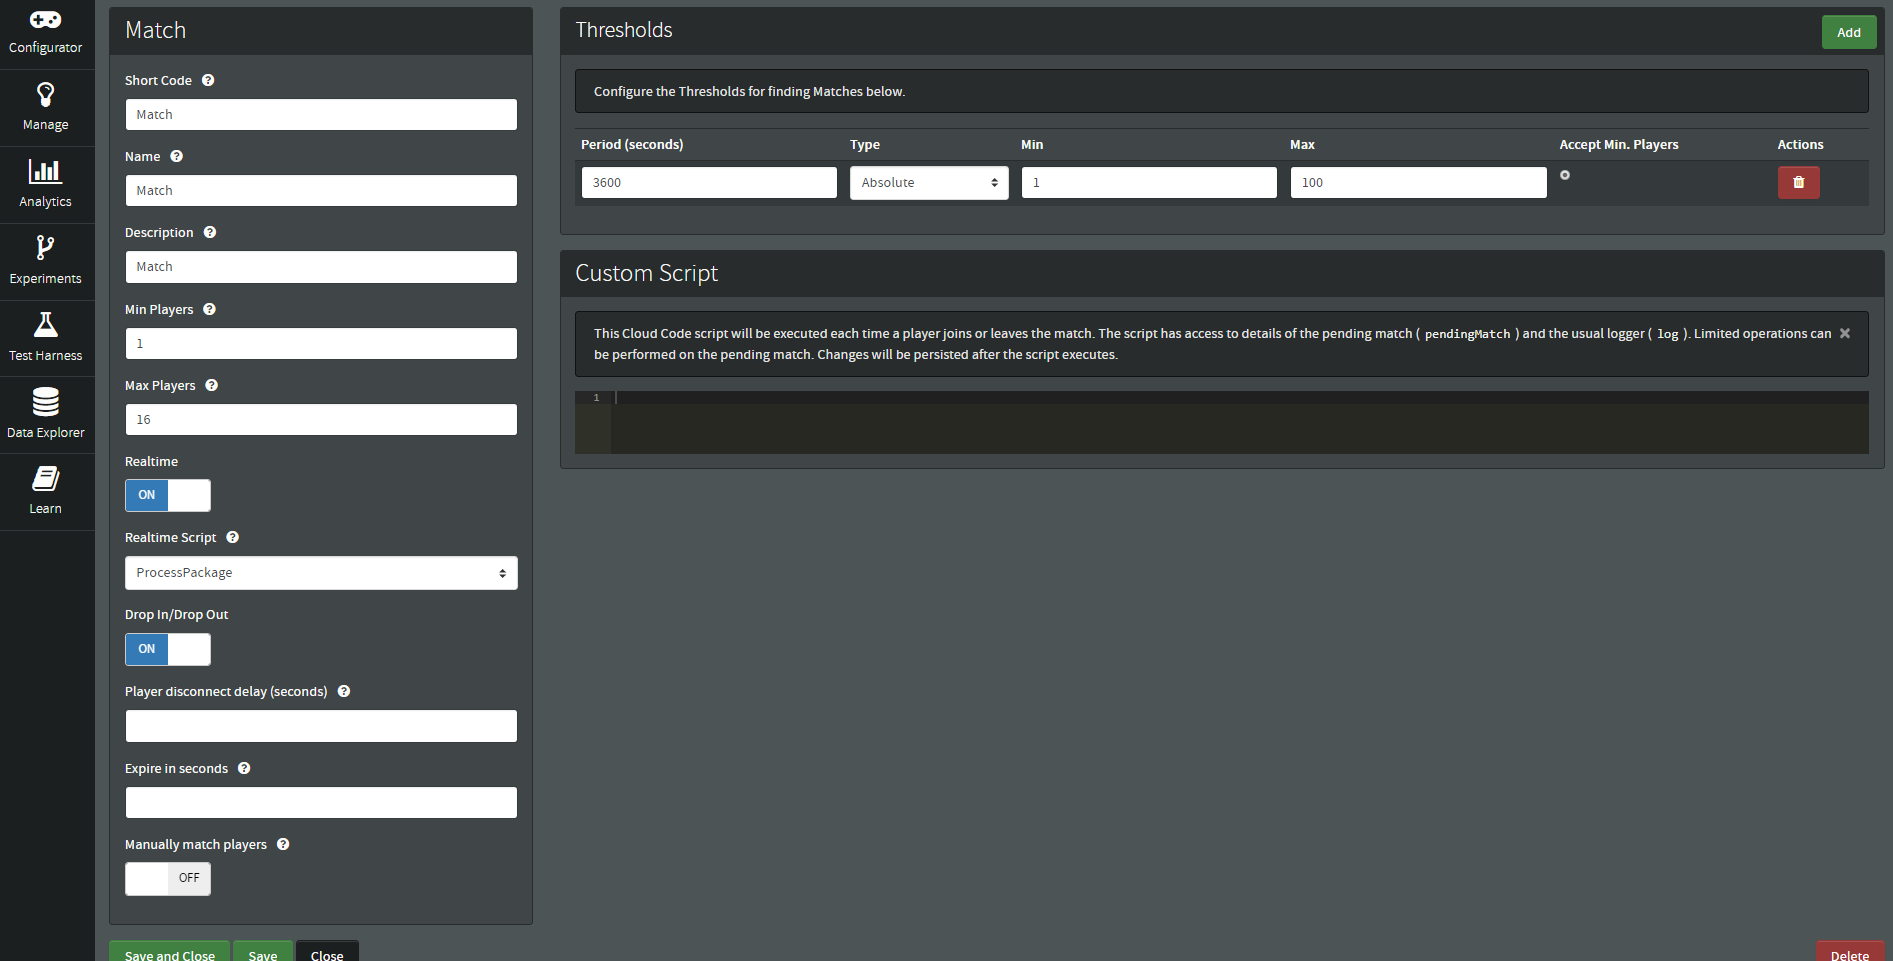 Configurator
Manage
Analytics
Experiments
Test Harness
Data Explorer
Learn
Match
Short Code
Match
Name
Match
Description
Match
Min Players
1
Max Players
16
Realtime
ON
Realtime Script
ProcessPackage
Drop In/Drop Out
ON
Player disconnect delay (seconds)
Expire in seconds
Manually match players
OFF
Save and Close Save Close
Thresholds Add
Configure the Thresholds for finding Matches below.
Period (seconds) Type Min Max Accept Min. Players Actions
3600 Absolute 1 100
Custom Script
This Cloud Code script will be executed each time a player joins or leaves the match. The script has access to details of the pending match ( pendingMatch ) and the usual logger ( log ). Limited operations can
be performed on the pending match. Changes will be persisted after the script executes.
1
Delete